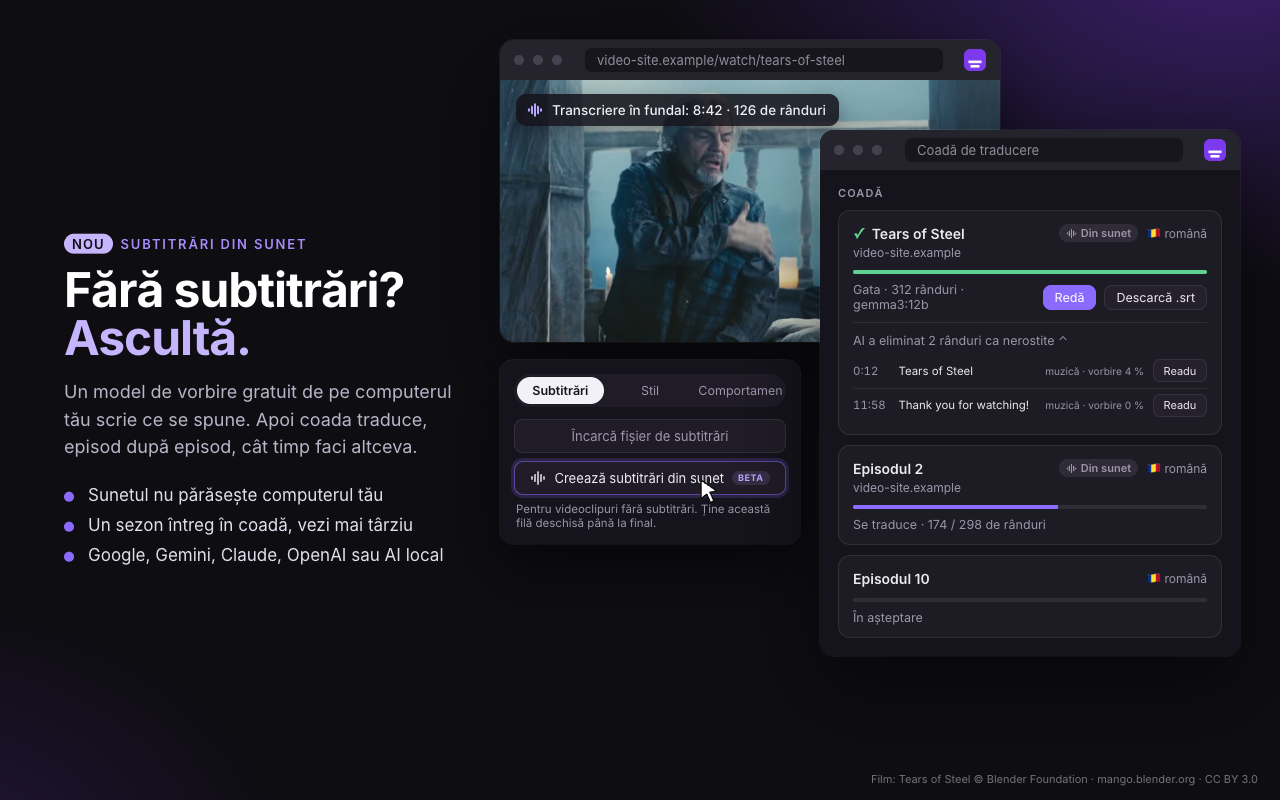 NOU SUBTITRĂRI DIN SUNET
Fără subtitrări?
Ascultă.
Un model de vorbire gratuit de pe computerul
tău scrie ce se spune. Apoi coada traduce,
episod după episod, cât timp faci altceva.
Sunetul nu părăsește computerul tău
Un sezon întreg în coadă, vezi mai târziu
Google, Gemini, Claude, OpenAI sau AI local
video-site.example/watch/tears-of-steel
Transcriere în fundal: 8:42 · 126 de rânduri
Subtitrări Stil Comportamen
Încarcă fișier de subtitrări
Creează subtitrări din sunet BETA
Pentru videoclipuri fără subtitrări. Ține această
filă deschisă până la final.
Coadă de traducere
COADĂ
✓ Tears of Steel Din sunet 🇷🇴 română
video-site.example
Gata · 312 rânduri ·
gemma3:12b
Redă Descarcă .srt
AI a eliminat 2 rânduri ca nerostite ^
0:12 Tears of Steel muzică · vorbire 4 % Readu
11:58 Thank you for watching! muzică · vorbire 0 % Readu
Episodul 2 Din sunet 🇷🇴 română
video-site.example
Se traduce · 174 / 298 de rânduri
Episodul 10 🇷🇴 română
În așteptare
Film: Tears of Steel © Blender Foundation · mango.blender.org · CC BY 3.0